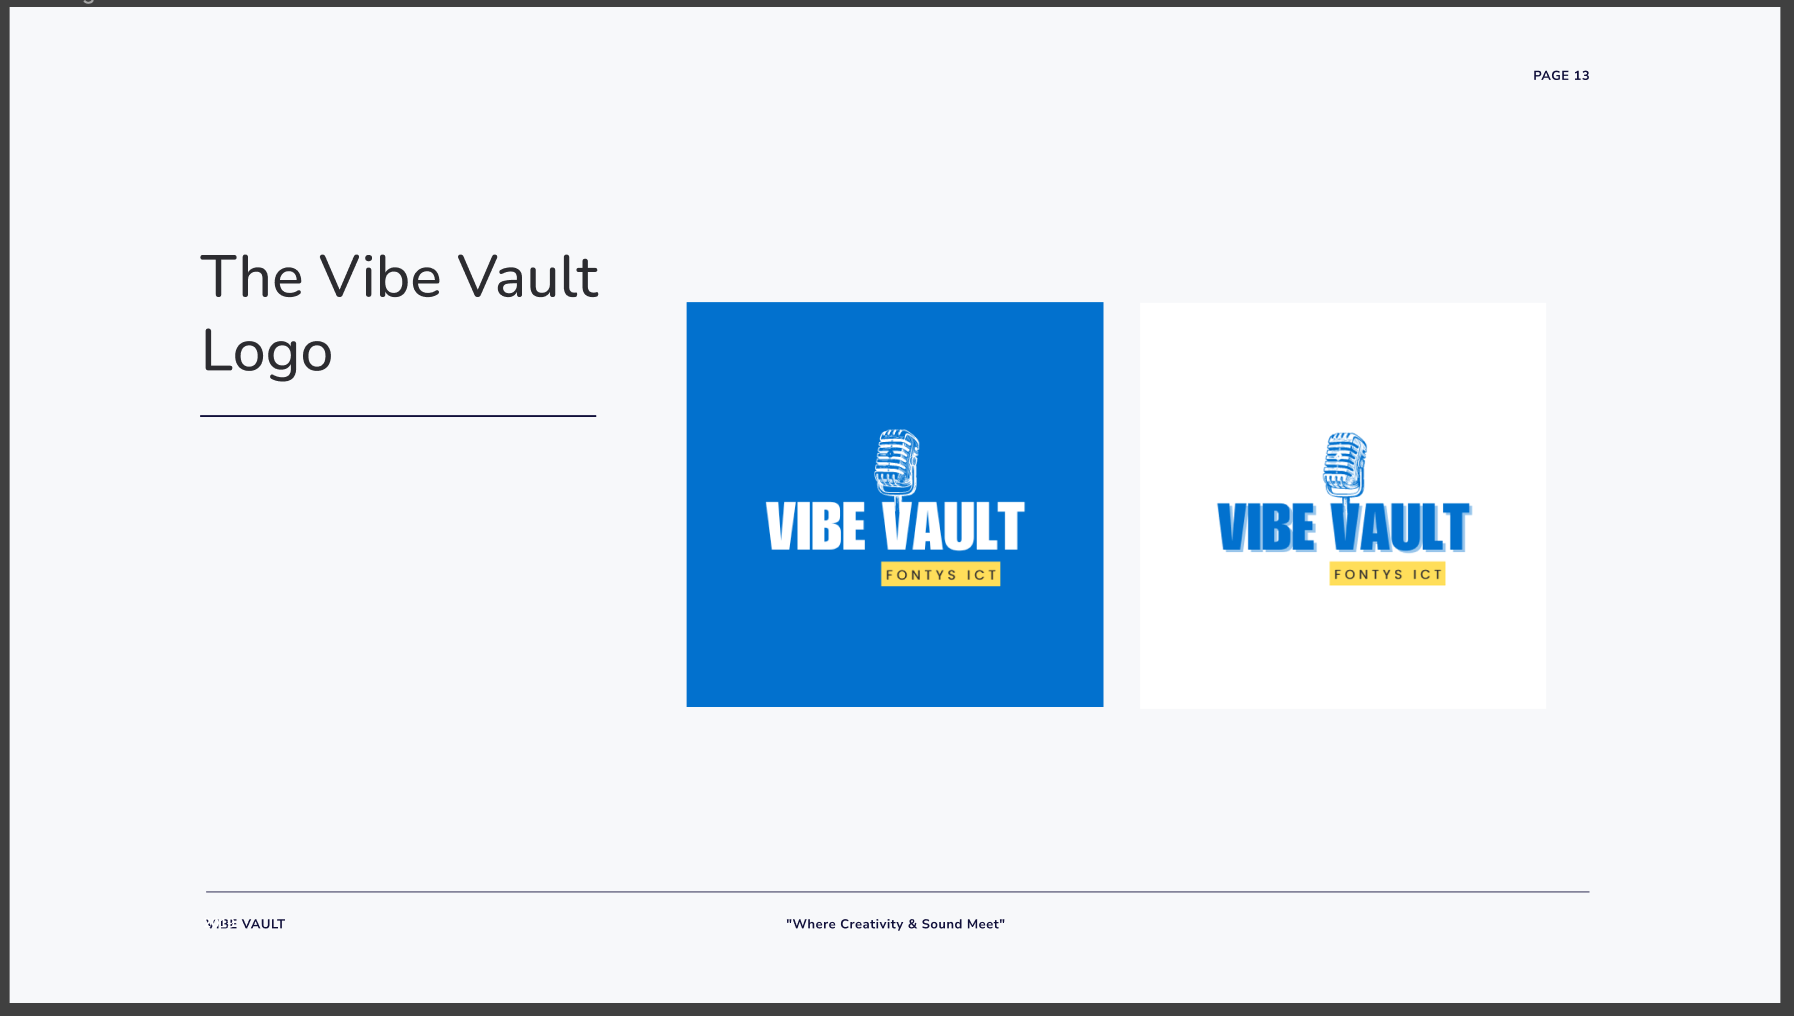 PAGE 13
The Vibe Vault
Logo
VIBE VAULT
FONTYS ICT
VIBE VAULT
FONTYS ICT
VIBE VAULT
"Where Creativity & Sound Meet"